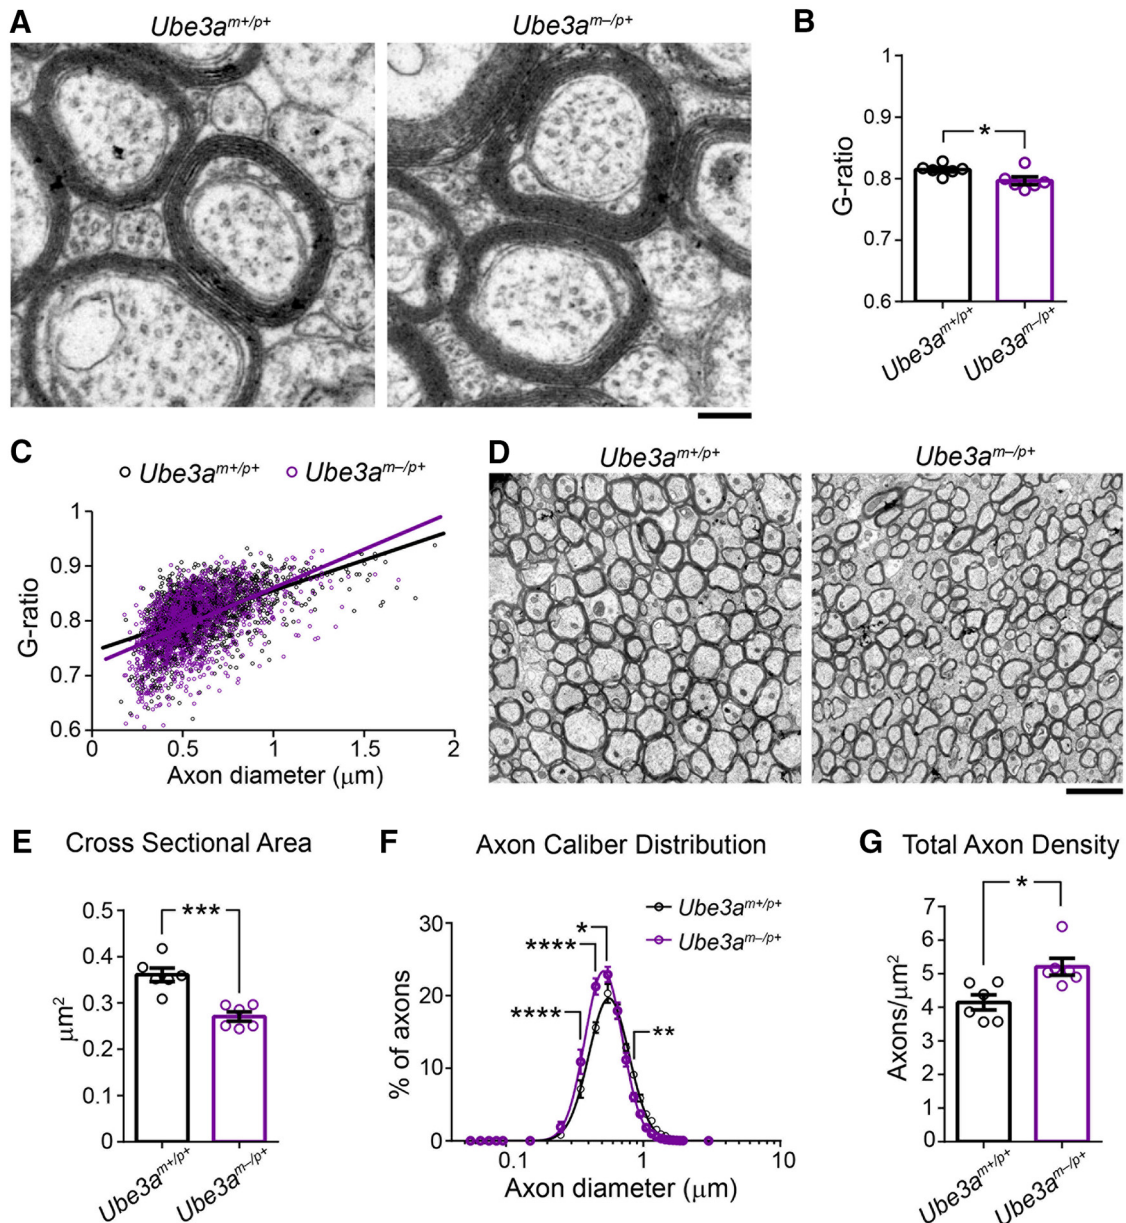 A
Ube3a^m+/p+
Ube3a^m–/p+
B
1
0.9
0.8
0.7
0.6
G-ratio
*
Ube3a^m+/p+
Ube3a^m–/p+
C
Ube3a^m+/p+
Ube3a^m–/p+
1
0.9
0.8
0.7
0.6
G-ratio
0 0.5 1 1.5 2
Axon diameter (μm)
D
Ube3a^m+/p+
Ube3a^m–/p+
E
Cross Sectional Area
***
0.5
0.4
0.3
0.2
0.1
0
μm²
Ube3a^m+/p+
Ube3a^m–/p+
F
Axon Caliber Distribution
Ube3a^m+/p+
Ube3a^m–/p+
30
20
10
0
% of axons
*
****
****
**
0.1 1 10
Axon diameter (μm)
G
Total Axon Density
*
7
6
5
4
3
2
1
0
Axons/μm²
Ube3a^m+/p+
Ube3a^m–/p+